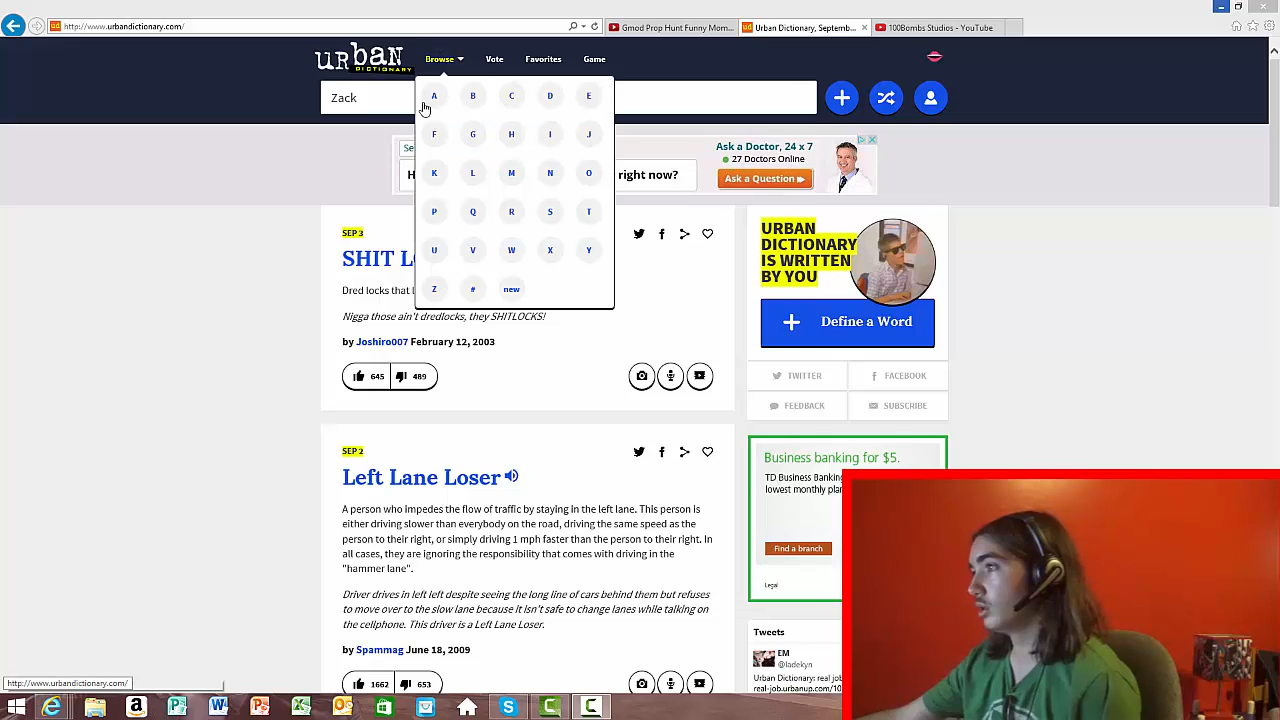 http://www.urbandictionary.com/
Gmod Prop Hunt Funny Mom...
Urban Dictionary, Septemb...
100Bombs Studios - YouTube
urban
DICTIONARY
Browse
Vote
Favorites
Game
Zack
A B C D E
F G H I J
K L M N O
P Q R S T
U V W X Y
Z # new
Se
H
right now?
Ask a Doctor, 24 x 7
27 Doctors Online
Ask a Question
SEP 3
SHIT L
Dred locks that l
Nigga those ain't dredlocks, they SHITLOCKS!
by Joshiro007 February 12, 2003
645 489
URBAN
DICTIONARY
IS WRITTEN
BY YOU
Define a Word
TWITTER FACEBOOK
FEEDBACK SUBSCRIBE
SEP 2
Left Lane Loser
A person who impedes the flow of traffic by staying in the left lane. This person is
either driving slower than everybody on the road, driving the same speed as the
person to their right, or simply driving 1 mph faster than the person to their right. In
all cases, they are ignoring the responsibility that comes with driving in the
"hammer lane".
Driver drives in left left despite seeing the long line of cars behind them but refuses
to move over to the slow lane because it isn't safe to change lanes while talking on
the cellphone. This driver is a Left Lane Loser.
by Spammag June 18, 2009
1662 653
Business banking for $5.
TD Business Banking
lowest monthly pla
Find a branch
Legal
Tweets
EM
@ladekyn
Urban Dictionary: real job
real-job.urbanup.com/10
http://www.urbandictionary.com/